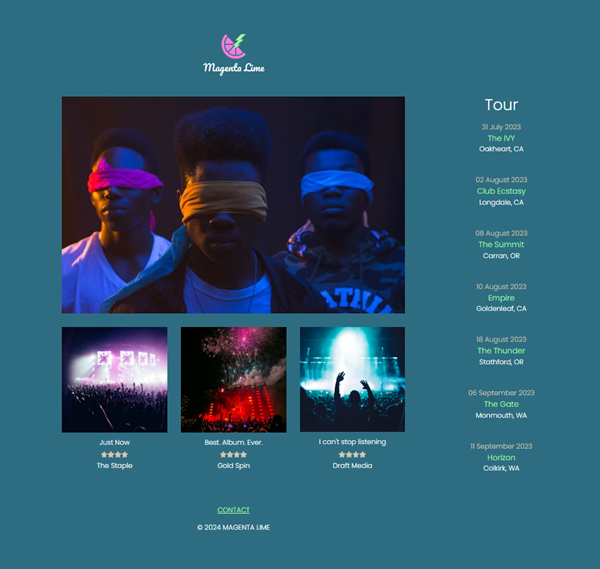 Magenta Lime
Tour
31 July 2023
The IVY
Oakheart, CA
02 August 2023
Club Ecstasy
Longdale, CA
08 August 2023
The Summit
Carran, OR
10 August 2023
Empire
Goldenleaf, CA
18 August 2023
The Thunder
Stathford, OR
06 September 2023
The Gate
Monmouth, WA
11 September 2023
Horizon
Colkirk, WA
Just Now
The Staple
Best. Album. Ever.
Gold Spin
I can't stop listening
Draft Media
CONTACT
© 2024 MAGENTA LIME